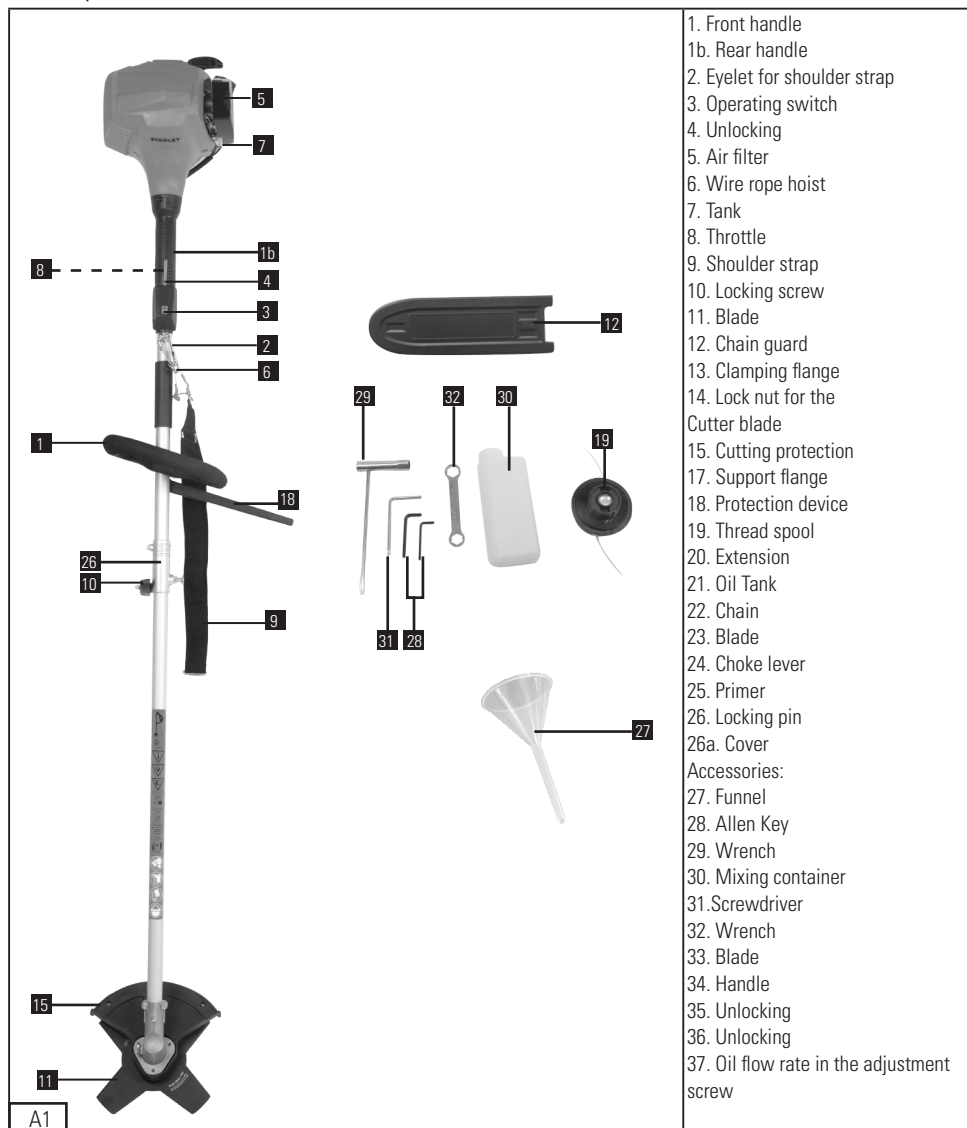 STANLEY
5
7
1b
8
4
3
2
6
12
29
32
30
19
1
18
26
10
9
31 28
27
15
11
A1
1. Front handle
1b. Rear handle
2. Eyelet for shoulder strap
3. Operating switch
4. Unlocking
5. Air filter
6. Wire rope hoist
7. Tank
8. Throttle
9. Shoulder strap
10. Locking screw
11. Blade
12. Chain guard
13. Clamping flange
14. Lock nut for the
Cutter blade
15. Cutting protection
17. Support flange
18. Protection device
19. Thread spool
20. Extension
21. Oil Tank
22. Chain
23. Blade
24. Choke lever
25. Primer
26. Locking pin
26a. Cover
Accessories:
27. Funnel
28. Allen Key
29. Wrench
30. Mixing container
31.Screwdriver
32. Wrench
33. Blade
34. Handle
35. Unlocking
36. Unlocking
37. Oil flow rate in the adjustment
screw